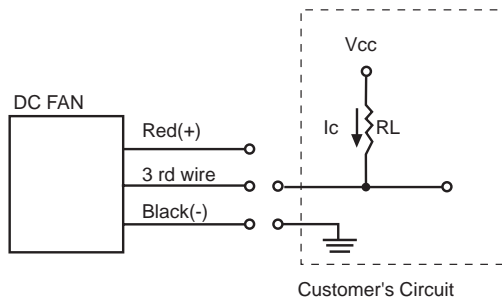 Vcc
DC FAN
Red(+)
Ic
RL
3 rd wire
Black(-)
Customer's Circuit